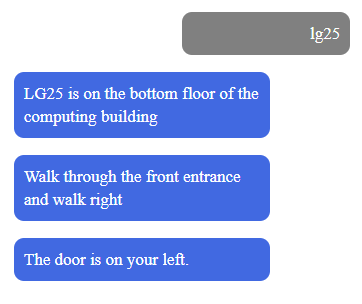 lg25
LG25 is on the bottom floor of the
computing building
Walk through the front entrance
and walk right
The door is on your left.